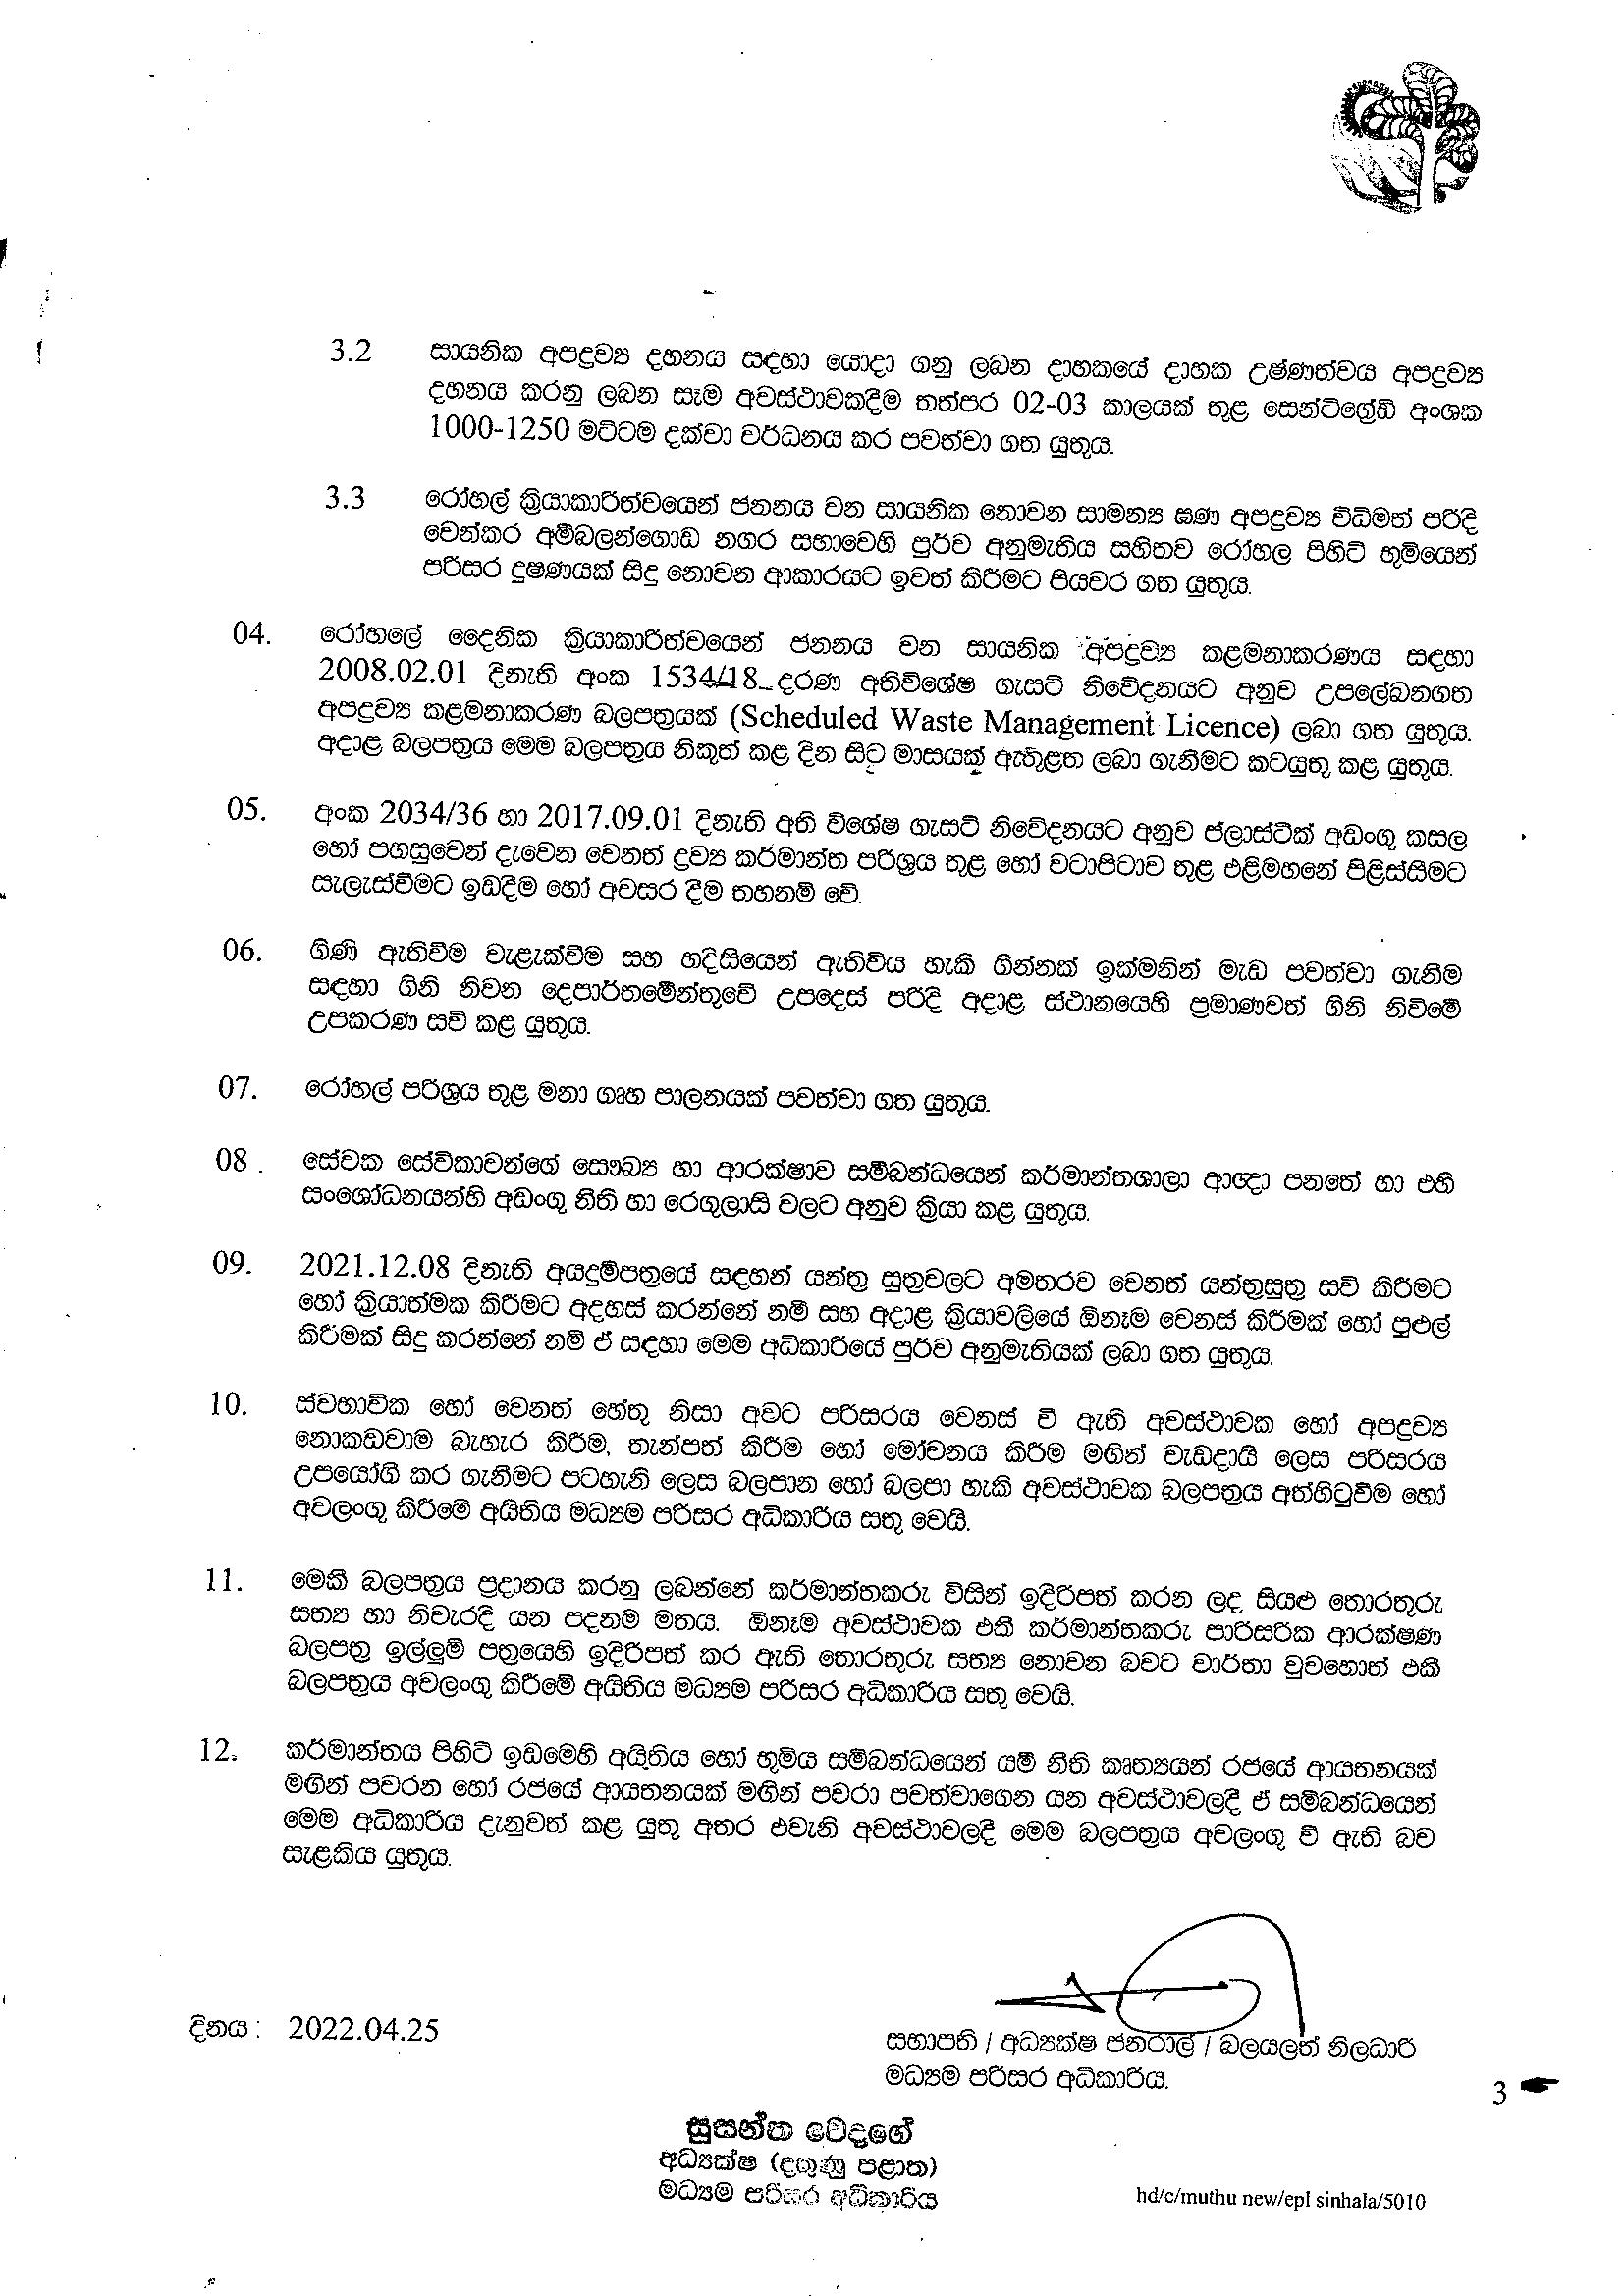 3.2 සායනික අපද්‍රව්‍ය දහනය සඳහා යොදා ගනු ලබන දාහකයේ දාහක උෂ්ණත්වය අපද්‍රව්‍ය
දහනය කරනු ලබන සෑම අවස්ථාවකදීම තත්පර 02-03 කාලයක් තුළ සෙන්ටිග්‍රේඩ් අංශක
1000-1250 මට්ටම දක්වා වර්ධනය කර පවත්වා ගත යුතුය.
3.3 රෝහල් ක්‍රියාකාරිත්වයෙන් ජනනය වන සායනික නොවන සාමන්‍ය ඝණ අපද්‍රව්‍ය විධිමත් පරිදි
වෙන්කර අම්බලන්ගොඩ නගර සභාවෙහි පුර්ව අනුමැතිය සහිතව රෝහල පිහිටි භූමියෙන්
පරිසර දූෂණයක් සිදු නොවන ආකාරයට ඉවත් කිරීමට පියවර ගත යුතුය.
04. රෝහලේ දෛනික ක්‍රියාකාරිත්වයෙන් ජනනය වන සායනික අපද්‍රව්‍ය කළමනාකරණය සඳහා
2008.02.01 දිනැති අංක 1534/18 දරණ අතිවිශේෂ ගැසට් නිවේදනයට අනුව උපලේඛනගත
අපද්‍රව්‍ය කළමනාකරණ බලපත්‍රයක් (Scheduled Waste Management Licence) ලබා ගත යුතුය.
අදාළ බලපත්‍රය මෙම බලපත්‍රය නිකුත් කළ දින සිට මාසයක් ඇතුළත ලබා ගැනීමට කටයුතු කළ යුතුය.
05. අංක 2034/36 හා 2017.09.01 දිනැති අති විශේෂ ගැසට් නිවේදනයට අනුව ප්ලාස්ටික් අඩංගු කසල
හෝ පහසුවෙන් දැවෙන වෙනත් ද්‍රව්‍ය කර්මාන්ත පරිශ්‍රය තුළ හෝ වටාපිටාව තුළ එළිමහනේ පිළිස්සීමට
සැලැස්වීමට ඉඩදීම හෝ අවසර දීම තහනම් වේ.
06. ගිණි ඇතිවීම වැළැක්වීම සහ හදිසියෙන් ඇතිවිය හැකි ගින්නක් ඉක්මනින් මැඩ පවත්වා ගැනීම
සඳහා ගිනි නිවන දෙපාර්තමේන්තුවේ උපදෙස් පරිදි අදාළ ස්ථානයෙහි ප්‍රමාණවත් ගිනි නිවීමේ
උපකරණ සවි කළ යුතුය.
07. රෝහල් පරිශ්‍රය තුළ මනා ගෘහ පාලනයක් පවත්වා ගත යුතුය.
08. සේවක සේවිකාවන්ගේ සෞඛ්‍ය හා ආරක්ෂාව සම්බන්ධයෙන් කර්මාන්තශාලා ආඥා පනතේ හා එහි
සංශෝධනයන්හි අඩංගු නීති හා රෙගුලාසි වලට අනුව ක්‍රියා කළ යුතුය.
09. 2021.12.08 දිනැති අයදුම්පත්‍රයේ සඳහන් යන්ත්‍ර සුත්‍රවලට අමතරව වෙනත් යන්ත්‍රසුත්‍ර සවි කිරීමට
හෝ ක්‍රියාත්මක කිරීමට අදහස් කරන්නේ නම් සහ අදාළ ක්‍රියාවලියේ ඕනෑම වෙනස් කිරීමක් හෝ පුළුල්
කිරීමක් සිදු කරන්නේ නම් ඒ සඳහා මෙම අධිකාරියේ පුර්ව අනුමැතියක් ලබා ගත යුතුය.
10. ස්වභාවික හෝ වෙනත් හේතු නිසා අවට පරිසරය වෙනස් වී ඇති අවස්ථාවක හෝ අපද්‍රව්‍ය
නොකඩවාම බැහැර කිරීම, තැන්පත් කිරීම හෝ මෝචනය කිරීම මඟින් වැඩදායී ලෙස පරිසරය
උපයෝගී කර ගැනීමට පටහැනි ලෙස බලපාන හෝ බලපා හැකි අවස්ථාවක බලපත්‍රය අත්හිටුවීම හෝ
අවලංගු කිරීමේ අයිතිය මධ්‍යම පරිසර අධිකාරිය සතු වෙයි.
11. මෙකී බලපත්‍රය ප්‍රදානය කරනු ලබන්නේ කර්මාන්තකරු විසින් ඉදිරිපත් කරන ලද සියළු තොරතුරු
සත්‍ය හා නිවැරදි යන පදනම මතය. ඕනෑම අවස්ථාවක එකී කර්මාන්තකරු පාරිසරික ආරක්ෂණ
බලපත්‍ර ඉල්ලුම් පත්‍රයෙහි ඉදිරිපත් කර ඇති තොරතුරු සත්‍ය නොවන බවට වාර්තා වුවහොත් එකී
බලපත්‍රය අවලංගු කිරීමේ අයිතිය මධ්‍යම පරිසර අධිකාරිය සතු වෙයි.
12. කර්මාන්තය පිහිටි ඉඩමෙහි අයිතිය හෝ භූමිය සම්බන්ධයෙන් යම් නීති කෘත්‍යයන් රජයේ ආයතනයක්
මඟින් පවරන හෝ රජයේ ආයතනයක් මඟින් පවරා පවත්වාගෙන යන අවස්ථාවලදී ඒ සම්බන්ධයෙන්
මෙම අධිකාරිය දැනුවත් කළ යුතු අතර එවැනි අවස්ථාවලදී මෙම බලපත්‍රය අවලංගු වී ඇති බව
සැළකිය යුතුය.
දිනය : 2022.04.25
සභාපති / අධ්‍යක්ෂ ජනරාල් / බලයලත් නිලධාරි
මධ්‍යම පරිසර අධිකාරිය.
3
සුසන්ත වෙදගේ
අධ්‍යක්ෂ (දකුණු පළාත)
මධ්‍යම පරිසර අධිකාරිය
hd/c/muthu new/epl sinhala/5010